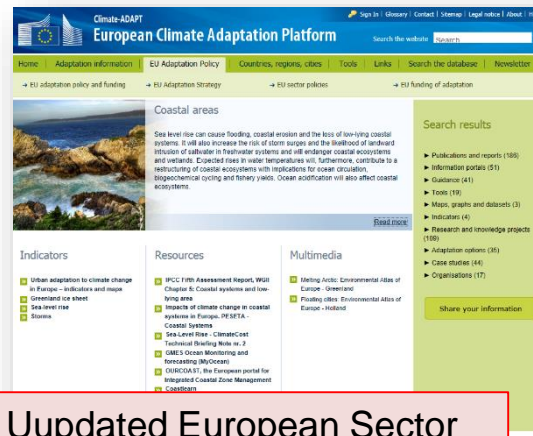 Climate-ADAPT
European Climate Adaptation Platform
Sign In | Glossary | Contact | Sitemap | Legal notice | About |
Search the website Search
Home | Adaptation information | EU Adaptation Policy | Countries, regions, cities | Tools | Links | Search the database | Newsletter
EU adaptation policy and funding EU Adaptation Strategy EU sector policies EU funding of adaptation
Coastal areas
Sea level rise can cause flooding, coastal erosion and the loss of low-lying coastal
systems. It will also increase the risk of storm surges and the likelihood of landward
intrusion of saltwater in freshwater systems and will endanger coastal ecosystems
and wetlands. Expected rises in water temperatures will, furthermore, contribute to a
restructuring of coastal ecosystems with implications for ocean circulation,
biogeochemical cycling and fishery yields. Ocean acidification will also affect coastal
ecosystems.
Read more
Search results
Publications and reports (186)
Information portals (51)
Guidance (41)
Tools (19)
Maps, graphs and datasets (3)
Indicators (4)
Research and knowledge projects
(109)
Adaptation options (35)
Case studies (44)
Organisations (17)
Share your information
Indicators
Urban adaptation to climate change
in Europe – indicators and maps
Greenland ice sheet
Sea-level rise
Storms
Resources
IPCC Fifth Assessment Report, WGII
Chapter 5: Coastal systems and low-
lying area
Impacts of climate change in coastal
systems in Europe. PESETA -
Coastal Systems
Sea-Level Rise - ClimateCost
Technical Briefing Note nr. 2
GMES Ocean Monitoring and
forecasting (MyOcean)
OURCOAST, the European portal for
Integrated Coastal Zone Management
Coastlearn
Multimedia
Melting Arctic: Environmental Atlas of
Europe - Greenland
Floating cities: Environmental Atlas of
Europe - Holland
Uupdated European Sector